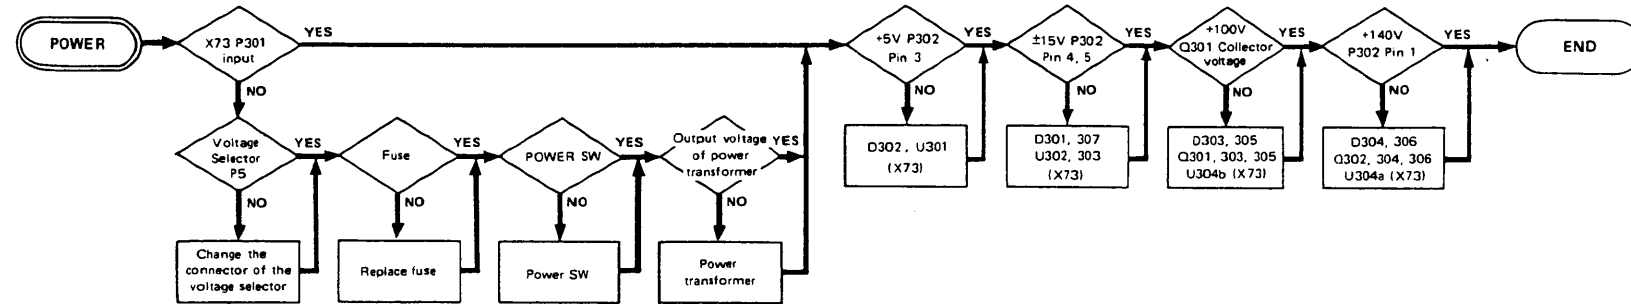 POWER
X73 P301
input
YES
NO
Voltage
Selector
P5
YES
NO
Change the
connector of the
voltage selector
Fuse
YES
NO
Replace fuse
POWER SW
YES
NO
Power SW
Output voltage
of power
transformer
YES
NO
Power
transformer
+5V P302
Pin 3
YES
NO
D302, U301
(X73)
±15V P302
Pin 4, 5
YES
NO
D301, 307
U302, 303
(X73)
+100V
Q301 Collector
voltage
YES
NO
D303, 305
Q301, 303, 305
U304b (X73)
+140V
P302 Pin 1
YES
NO
D304, 306
Q302, 304, 306
U304a (X73)
END